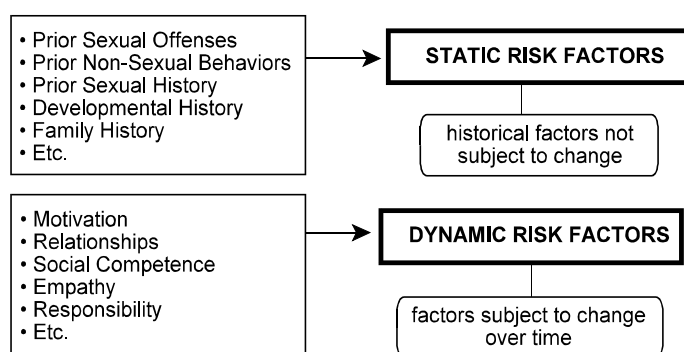 • Prior Sexual Offenses
• Prior Non-Sexual Behaviors
• Prior Sexual History
• Developmental History
• Family History
• Etc.
STATIC RISK FACTORS
historical factors not
subject to change
• Motivation
• Relationships
• Social Competence
• Empathy
• Responsibility
• Etc.
DYNAMIC RISK FACTORS
factors subject to change
over time